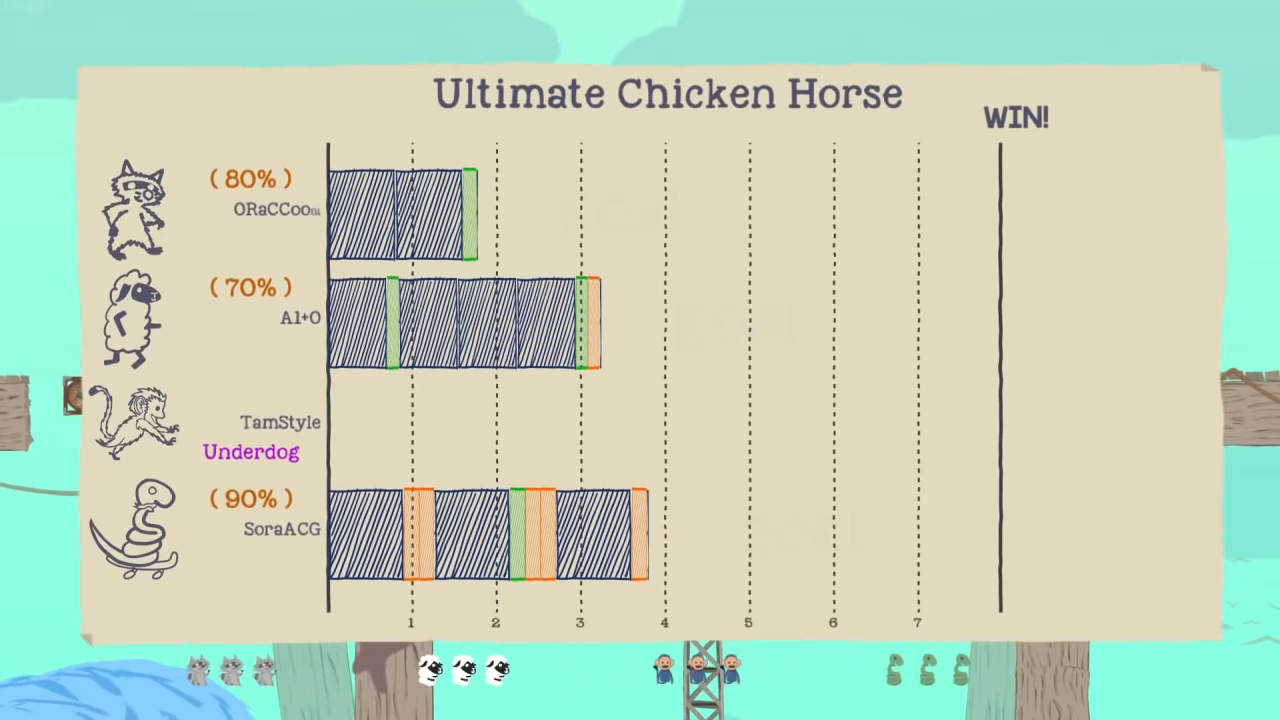 Ultimate Chicken Horse
WIN!
( 80% )
ORaCCoon
( 70% )
A1+O
TamStyle
Underdog
( 90% )
SoraACG
1 2 3 4 5 6 7